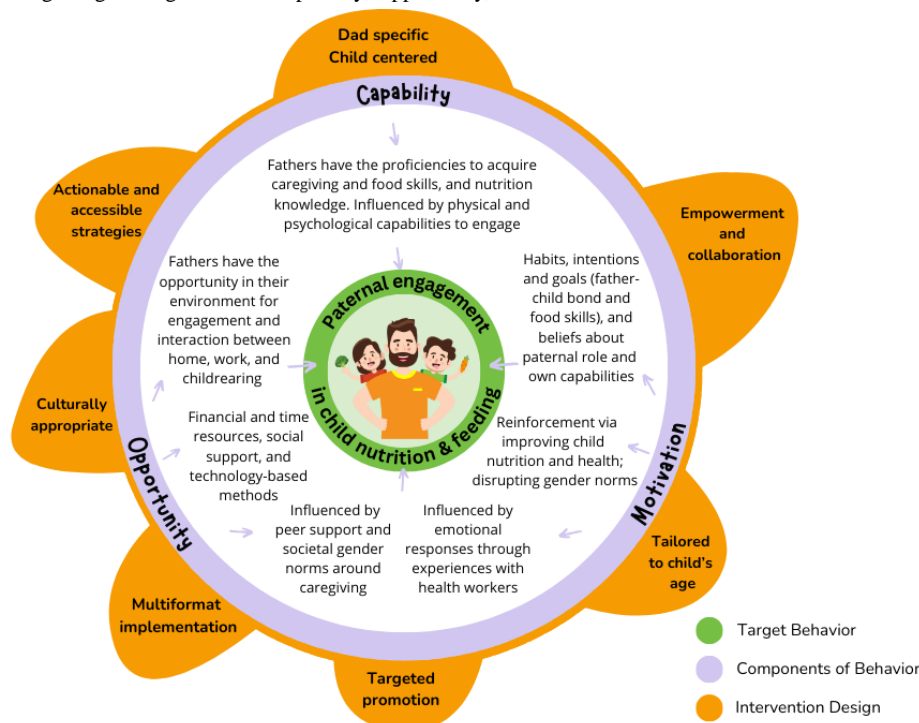 Dad specific
Child centered
Capability
Fathers have the proficiencies to acquire
caregiving and food skills, and nutrition
knowledge. Influenced by physical and
psychological capabilities to engage
Actionable and
accessible
strategies
Empowerment
and
collaboration
Fathers have the
opportunity in their
environment for
engagement and
interaction between
home, work, and
childrearing
Paternal engagement
in child nutrition & feeding
Habits, intentions
and goals (father-
child bond and
food skills), and
beliefs about
paternal role and
own capabilities
Culturally
appropriate
Opportunity
Financial and time
resources, social
support, and
technology-based
methods
Reinforcement via
improving child
nutrition and health;
disrupting gender norms
Motivation
Influenced by
peer support and
societal gender
norms around
caregiving
Influenced by
emotional
responses through
experiences with
health workers
Tailored
to child's
age
Multiformat
implementation
Targeted
promotion
Target Behavior
Components of Behavior
Intervention Design